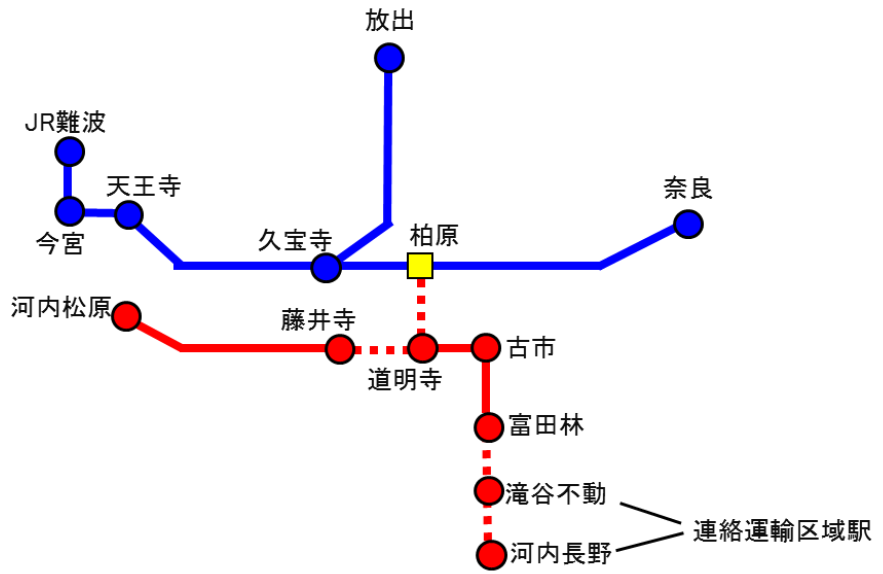 放出
JR難波
天王寺
奈良
今宮
久宝寺
柏原
河内松原
藤井寺
古市
道明寺
富田林
滝谷不動
連絡運輸区域駅
河内長野